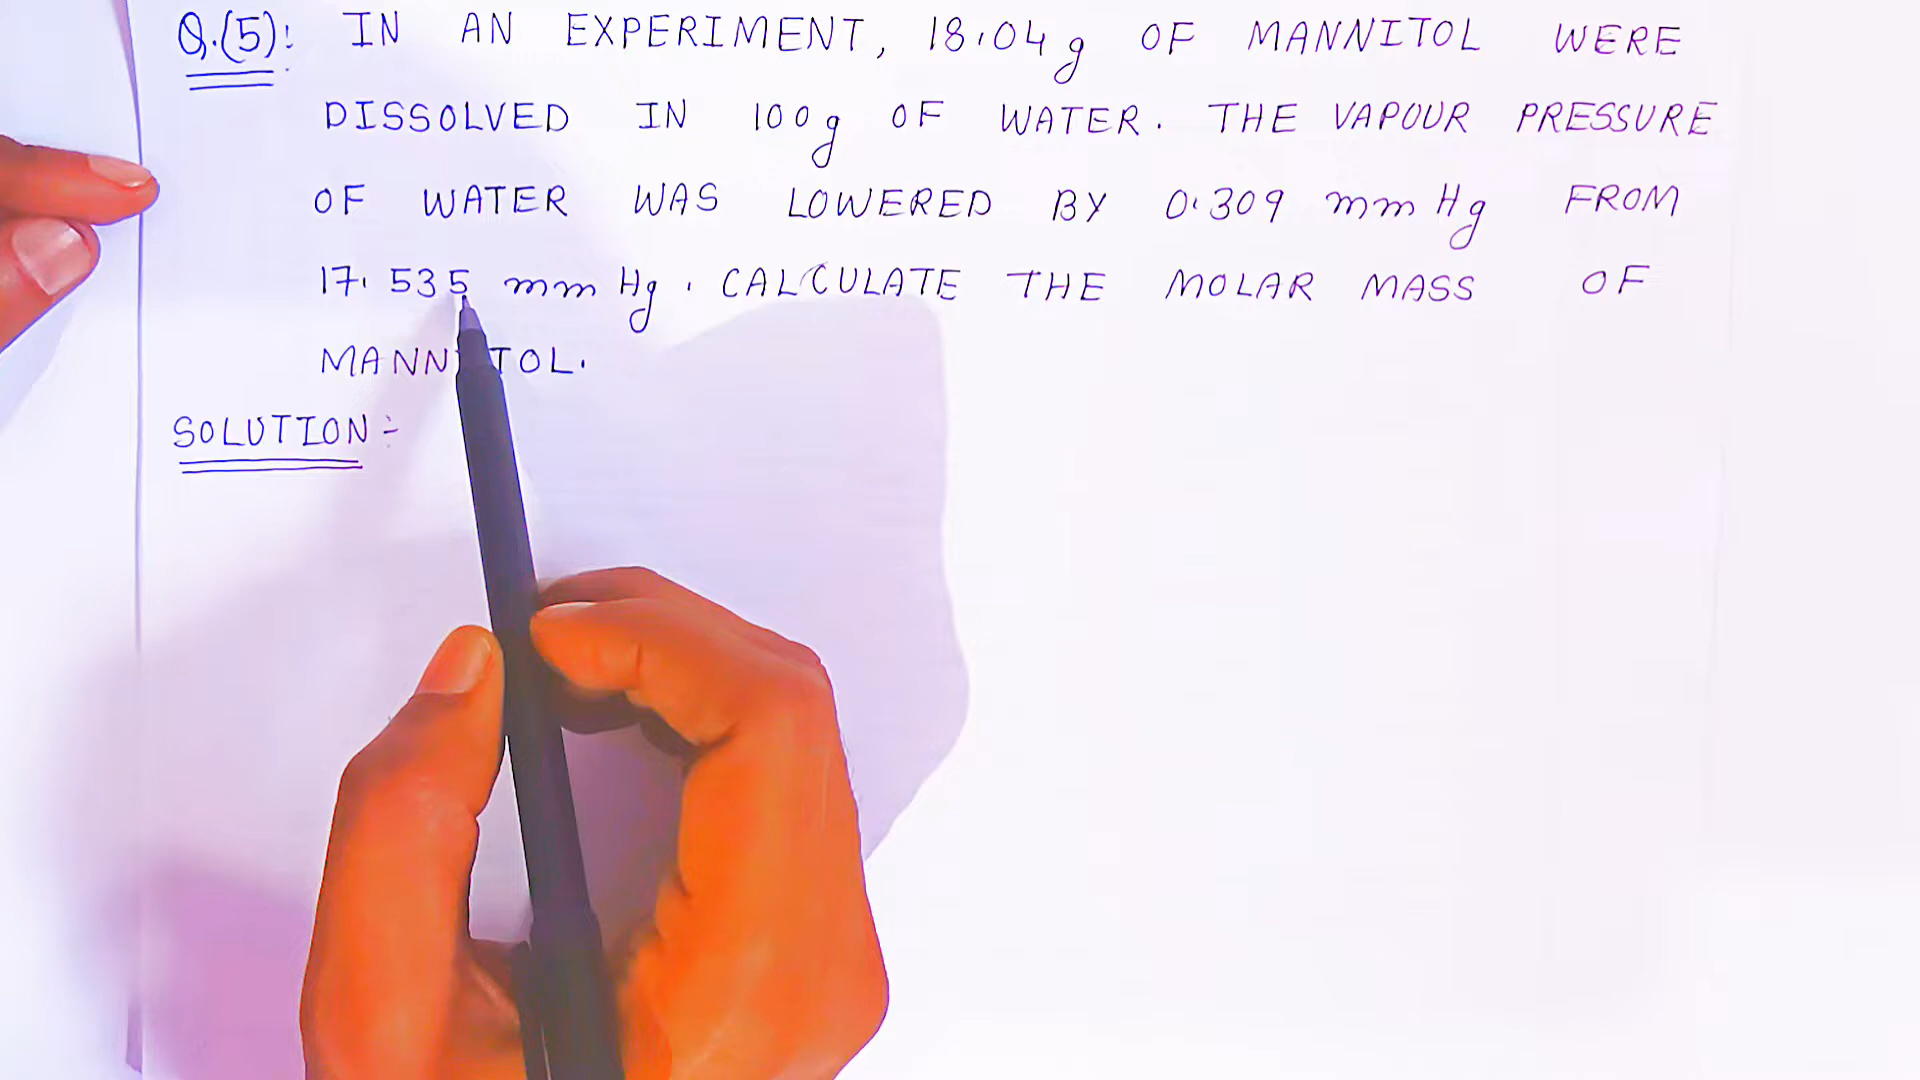 Q.(5): IN AN EXPERIMENT, 18.04 g OF MANNITOL WERE
DISSOLVED IN 100 g OF WATER. THE VAPOUR PRESSURE
OF WATER WAS LOWERED BY 0.309 mm Hg FROM
17.535 mm Hg. CALCULATE THE MOLAR MASS OF
MANNITOL.
SOLUTION:-